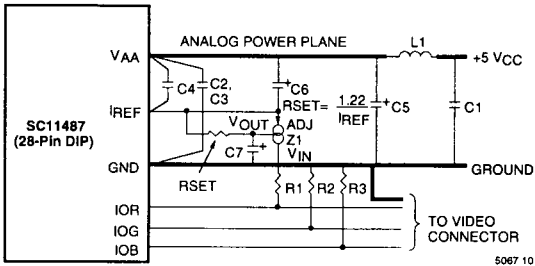 ANALOG POWER PLANE
L1
+5 VCC
VAA
C4
C2,
C3
+
C6
RSET= 1.22
IREF
+
C5
C1
IREF
SC11487
(28-Pin DIP)
VOUT
ADJ
Z1
C7
+
VIN
GND
GROUND
RSET
R1
R2
R3
IOR
IOG
IOB
TO VIDEO
CONNECTOR
5067 10